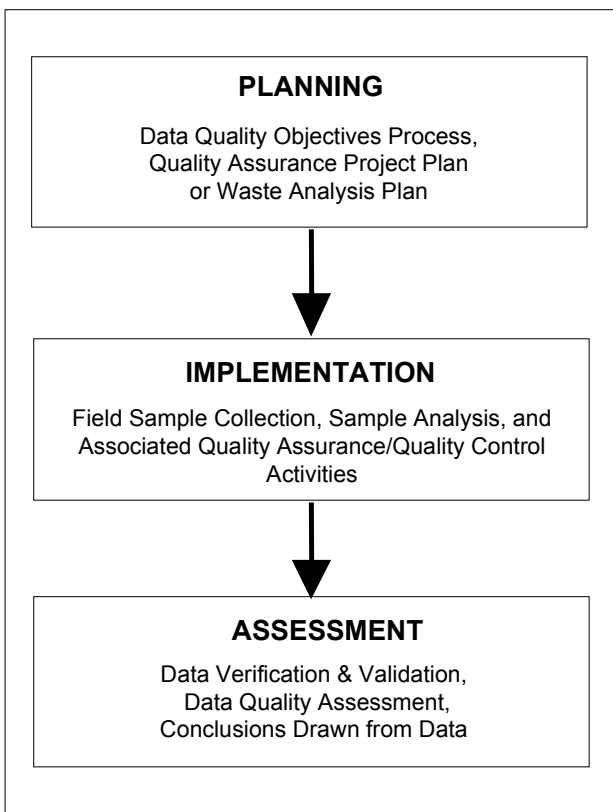 PLANNING
Data Quality Objectives Process,
Quality Assurance Project Plan
or Waste Analysis Plan
IMPLEMENTATION
Field Sample Collection, Sample Analysis, and
Associated Quality Assurance/Quality Control
Activities
ASSESSMENT
Data Verification & Validation,
Data Quality Assessment,
Conclusions Drawn from Data